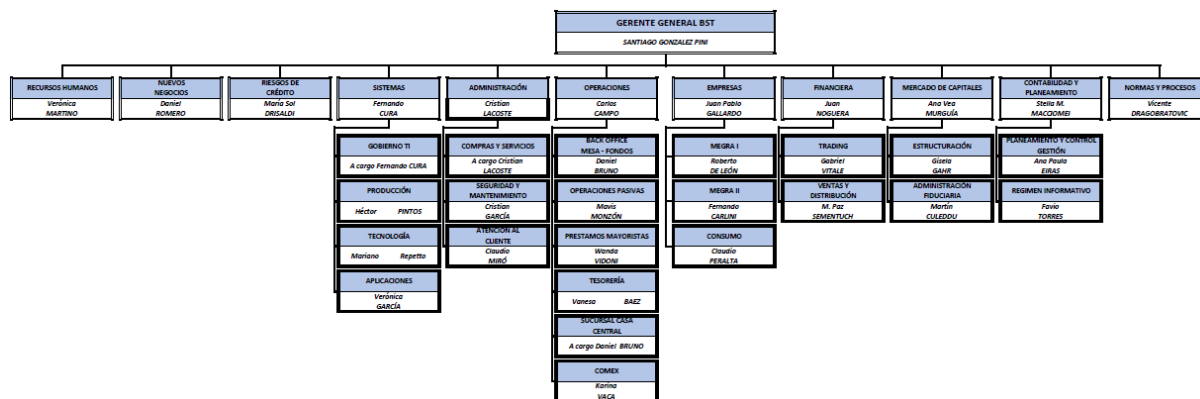 GERENTE GENERAL BST
SANTIAGO GONZALEZ PINI
RECURSOS HUMANOS
Verónica
MARTINO
NUEVOS
NEGOCIOS
Daniel
ROMERO
RIESGOS DE
CRÉDITO
María Sol
DRISALDI
SISTEMAS
Fernando
CURA
ADMINISTRACIÓN
Cristian
LACOSTE
OPERACIONES
Carlos
CAMPO
EMPRESAS
Juan Pablo
GALLARDO
FINANCIERA
Juan
NOGUERA
MERCADO DE CAPITALES
Ana Vea
MURGUÍA
CONTABILIDAD Y
PLANEAMIENTO
Stella M.
MACDOMEI
NORMAS Y PROCESOS
Vicente
DRAGOBRATOVIC
GOBIERNO TI
A cargo Fernando CURA
PRODUCCIÓN
Héctor PINTOS
TECNOLOGÍA
Mariano Repetto
APLICACIONES
Verónica
GARCÍA
COMPRAS Y SERVICIOS
A cargo Cristian
LACOSTE
SEGURIDAD Y
MANTENIMIENTO
Cristian
GARCÍA
ATENCIÓN AL
CLIENTE
Claudio
MIRÓ
BACK OFFICE
MESA - FONDOS
Daniel
BRUNO
OPERACIONES PASIVAS
Mavis
MONZÓN
PRESTAMOS MAYORISTAS
Wanda
VIDONI
TESORERÍA
Vanesa BAEZ
SUCURSAL CASA
CENTRAL
A cargo Daniel BRUNO
COMEX
Karina
VACA
MEGRA I
Roberto
DE LEÓN
MEGRA II
Fernando
CARLINI
CONSUMO
Claudio
PERALTA
TRADING
Gabriel
VITALE
VENTAS Y
DISTRIBUCIÓN
M. Paz
SEMENTUCH
ESTRUCTURACIÓN
Gisela
GAHR
ADMINISTRACIÓN
FIDUCIARIA
Martín
CULEDDU
PLANEAMIENTO Y CONTROL
GESTIÓN
Ana Paula
EIRAS
REGIMEN INFORMATIVO
Favio
TORRES